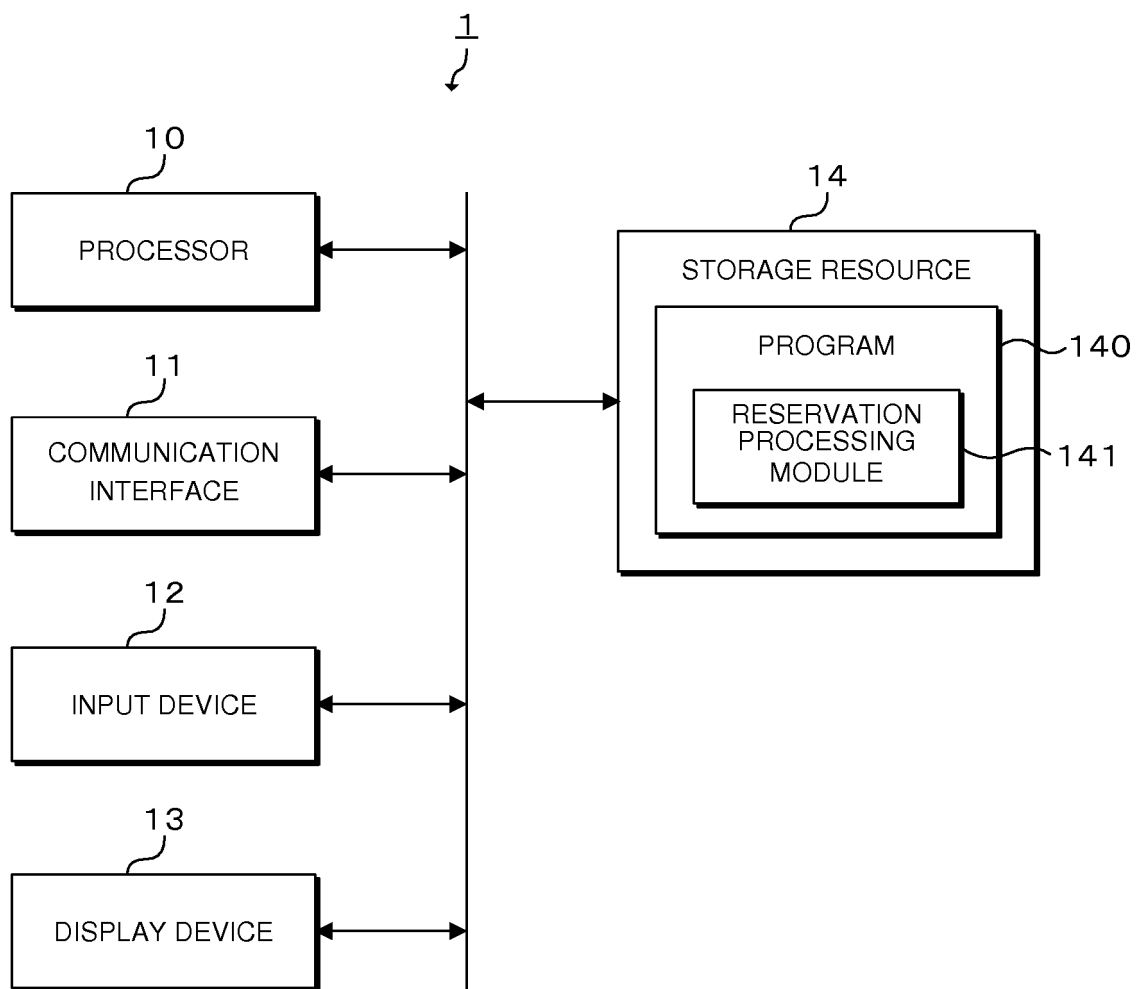 1
10
PROCESSOR
11
COMMUNICATION
INTERFACE
12
INPUT DEVICE
13
DISPLAY DEVICE
14
STORAGE RESOURCE
PROGRAM
140
RESERVATION
PROCESSING
MODULE
141